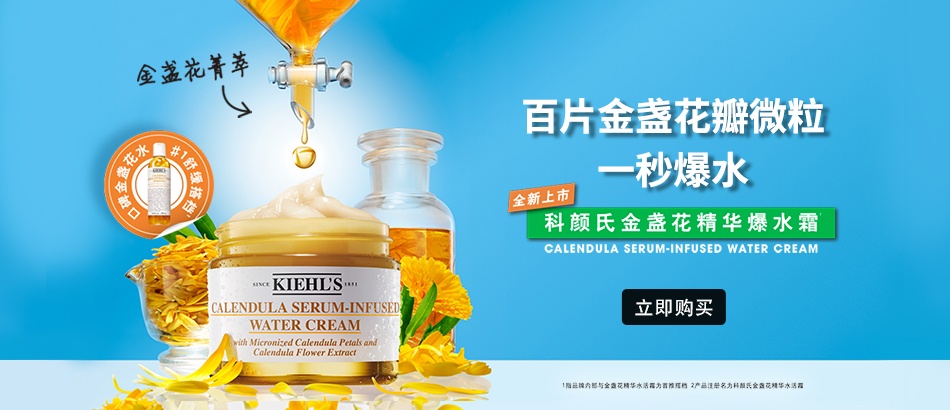 金盏花菁萃
口碑金盏花水
#1舒缓搭档
KIEHL'S
SINCE KIEHL'S 1851
CALENDULA SERUM-INFUSED
WATER CREAM
with Micronized Calendula Petals and
Calendula Flower Extract
百片金盏花瓣微粒
一秒爆水
全新上市
科颜氏金盏花精华爆水霜
CALENDULA SERUM-INFUSED WATER CREAM
立即购买
1指品牌内部与金盏花精华水活霜为首推搭档 2产品注册名为科颜氏金盏花精华水活霜